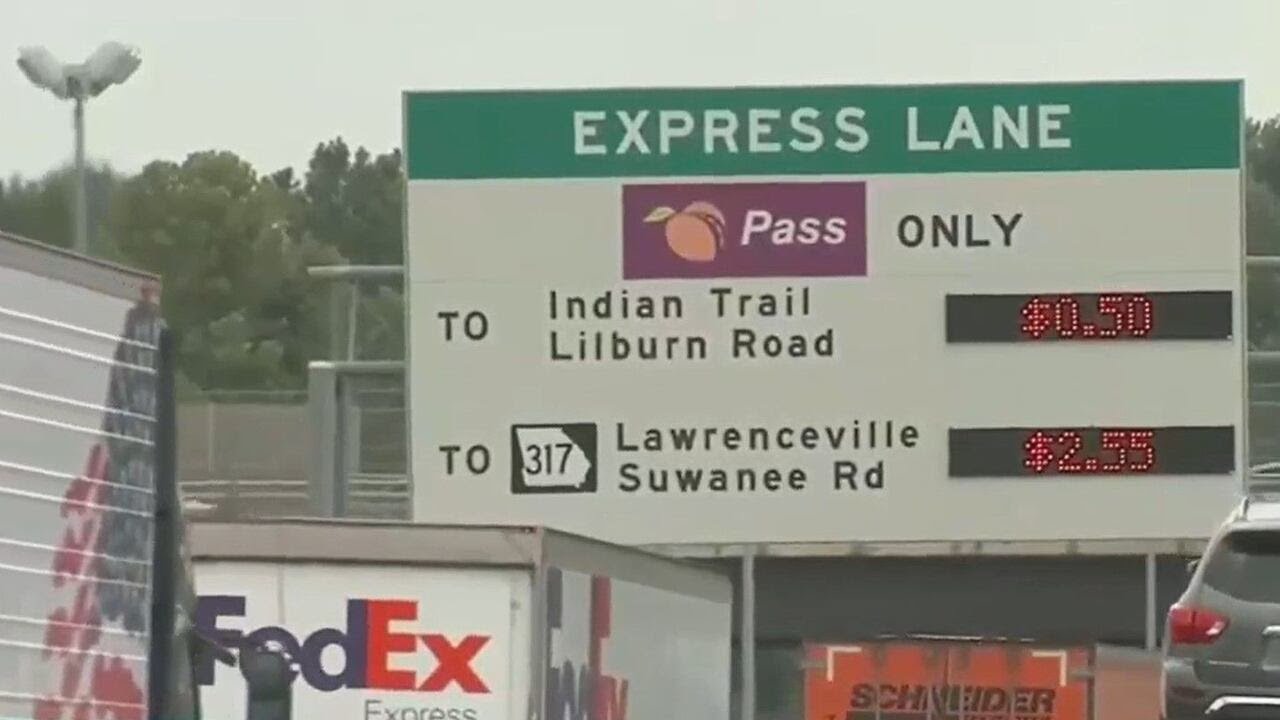 EXPRESS LANE
Pass ONLY
TO Indian Trail $0.50
Lilburn Road
TO 317 Lawrenceville $2.55
Suwanee Rd
FedEx
Express
SCHNEIDER